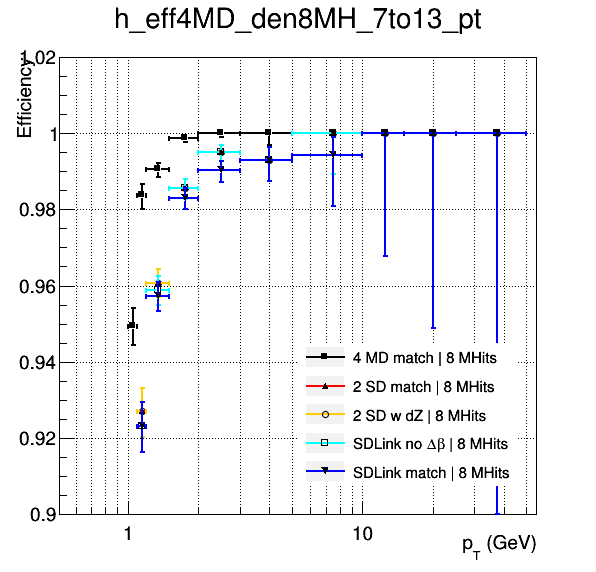 h_eff4MD_den8MH_7to13_pt
Efficiency
1.02
1
0.98
0.96
0.94
0.92
0.9
4 MD match | 8 MHits
2 SD match | 8 MHits
2 SD w dZ | 8 MHits
SDLink no Δβ | 8 MHits
SDLink match | 8 MHits
1
10
p_T (GeV)